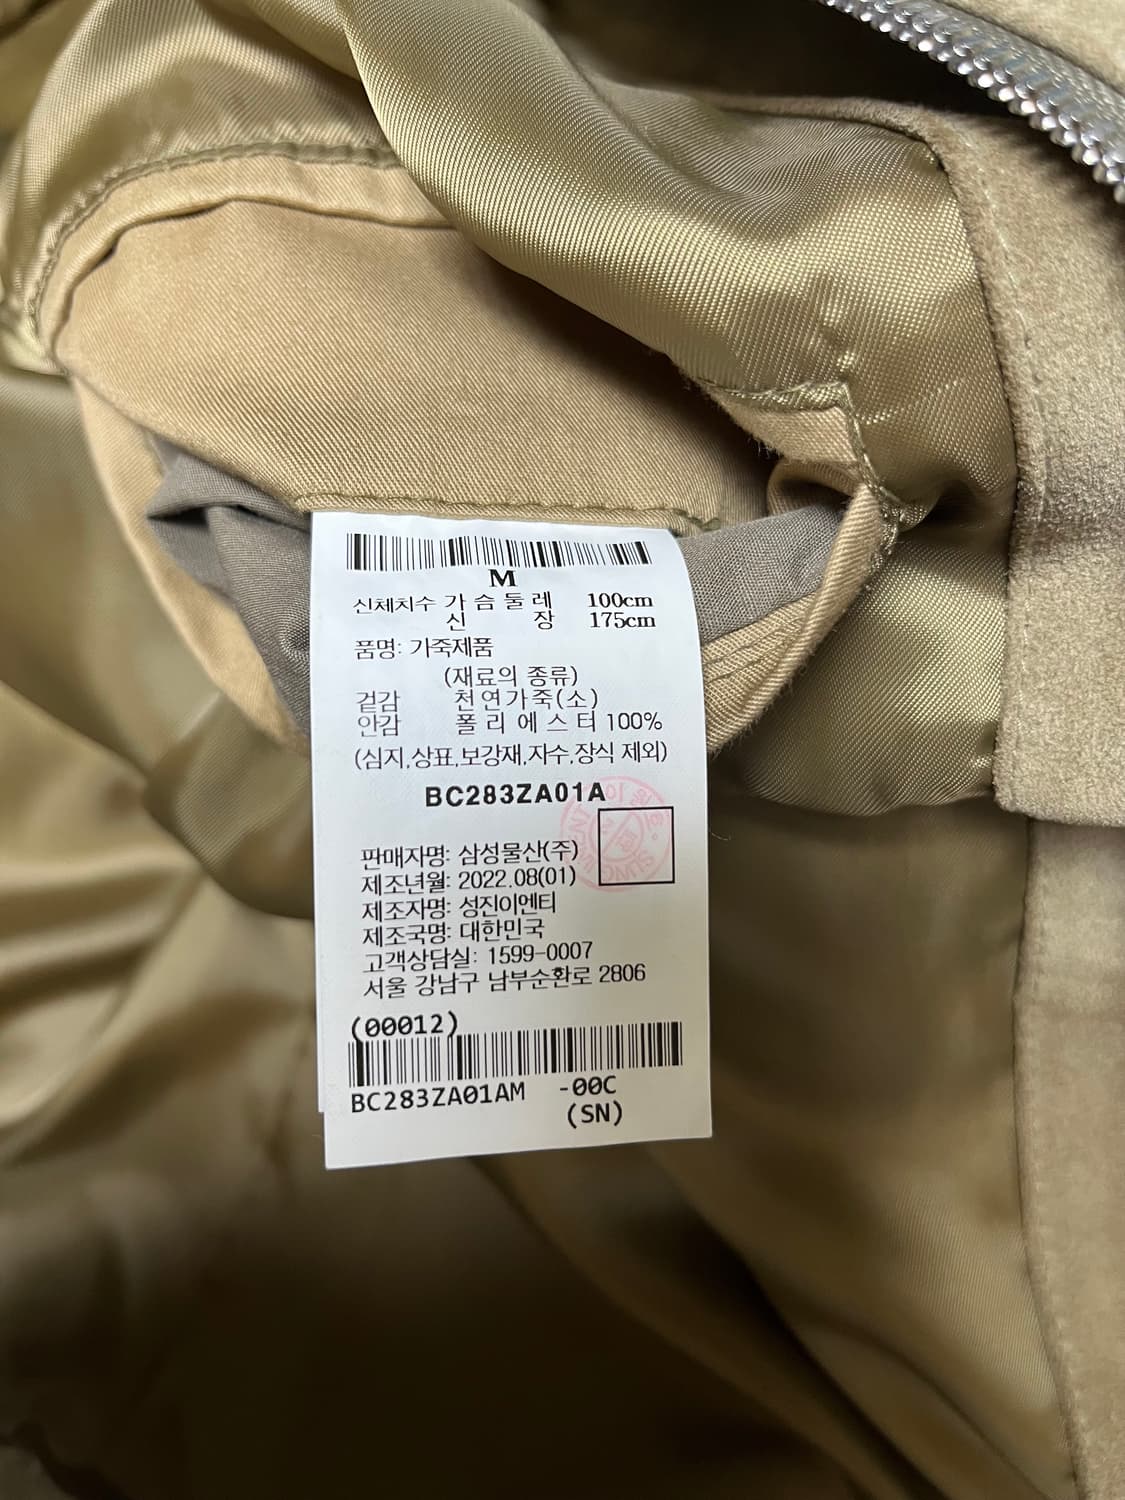 M
신체치수 가 슴 둘 레 100cm
신 장 175cm
품명: 가죽제품
(재료의 종류)
겉감 천연가죽(소)
안감 폴 리 에 스 터 100%
(심지,상표,보강재,자수,장식 제외)
BC283ZA01A
판매자명: 삼성물산(주)
제조년월: 2022.08(01)
제조자명: 성진이엔티
제조국명: 대한민국
고객상담실: 1599-0007
서울 강남구 남부순환로 2806
(00012)
BC283ZA01AM -00C
(SN)